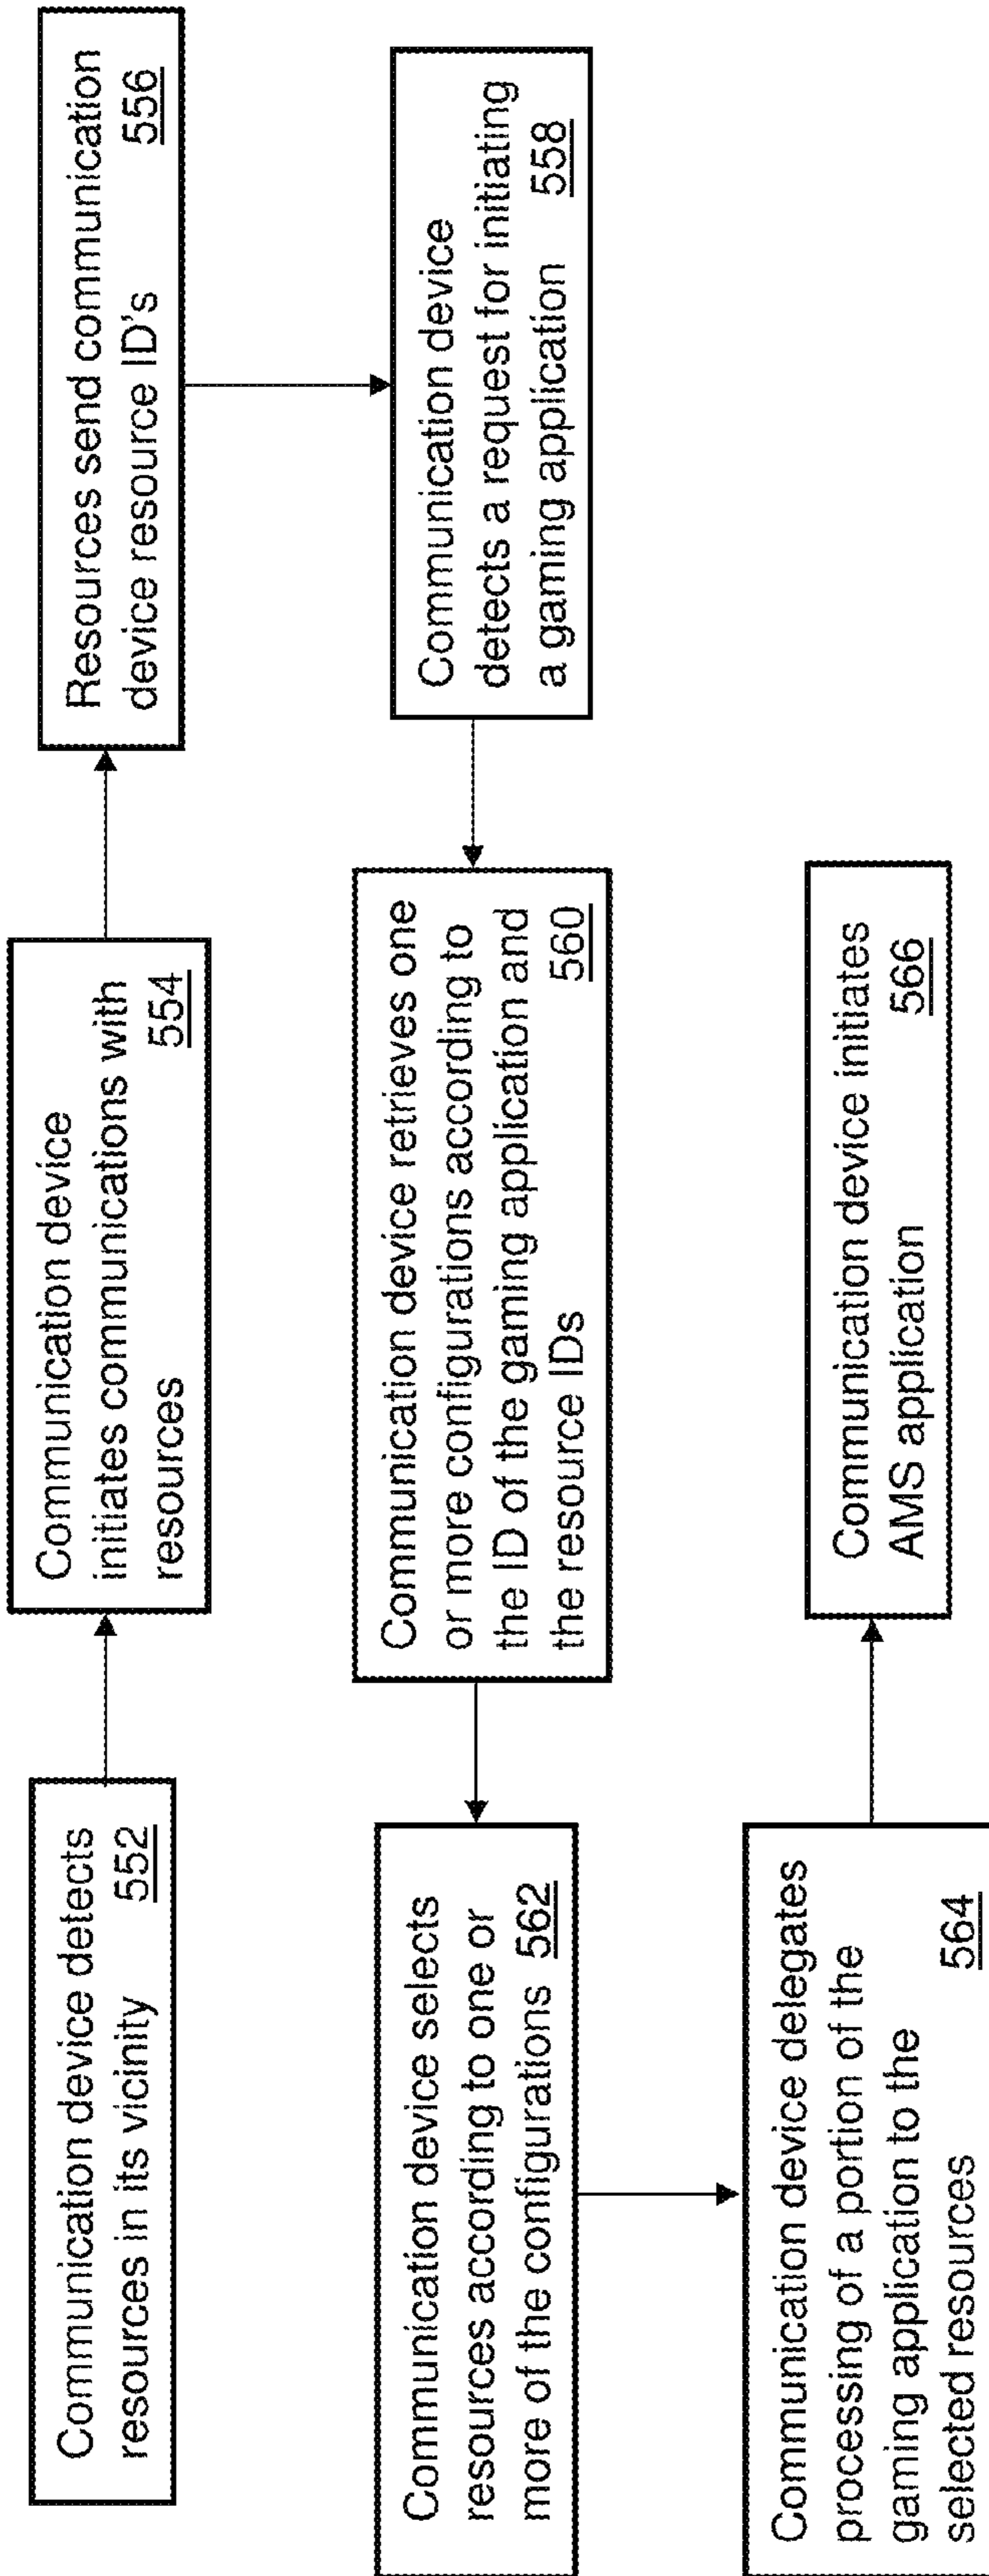 Communication device detects
resources in its vicinity 552
Communication device
initiates communications with
resources 554
Resources send communication
device resource ID's 556
Communication device
detects a request for initiating
a gaming application 558
Communication device retrieves one
or more configurations according to
the ID of the gaming application and
the resource IDs 560
Communication device selects
resources according to one or
more of the configurations 562
Communication device delegates
processing of a portion of the
gaming application to the
selected resources 564
Communication device initiates
AMS application 566